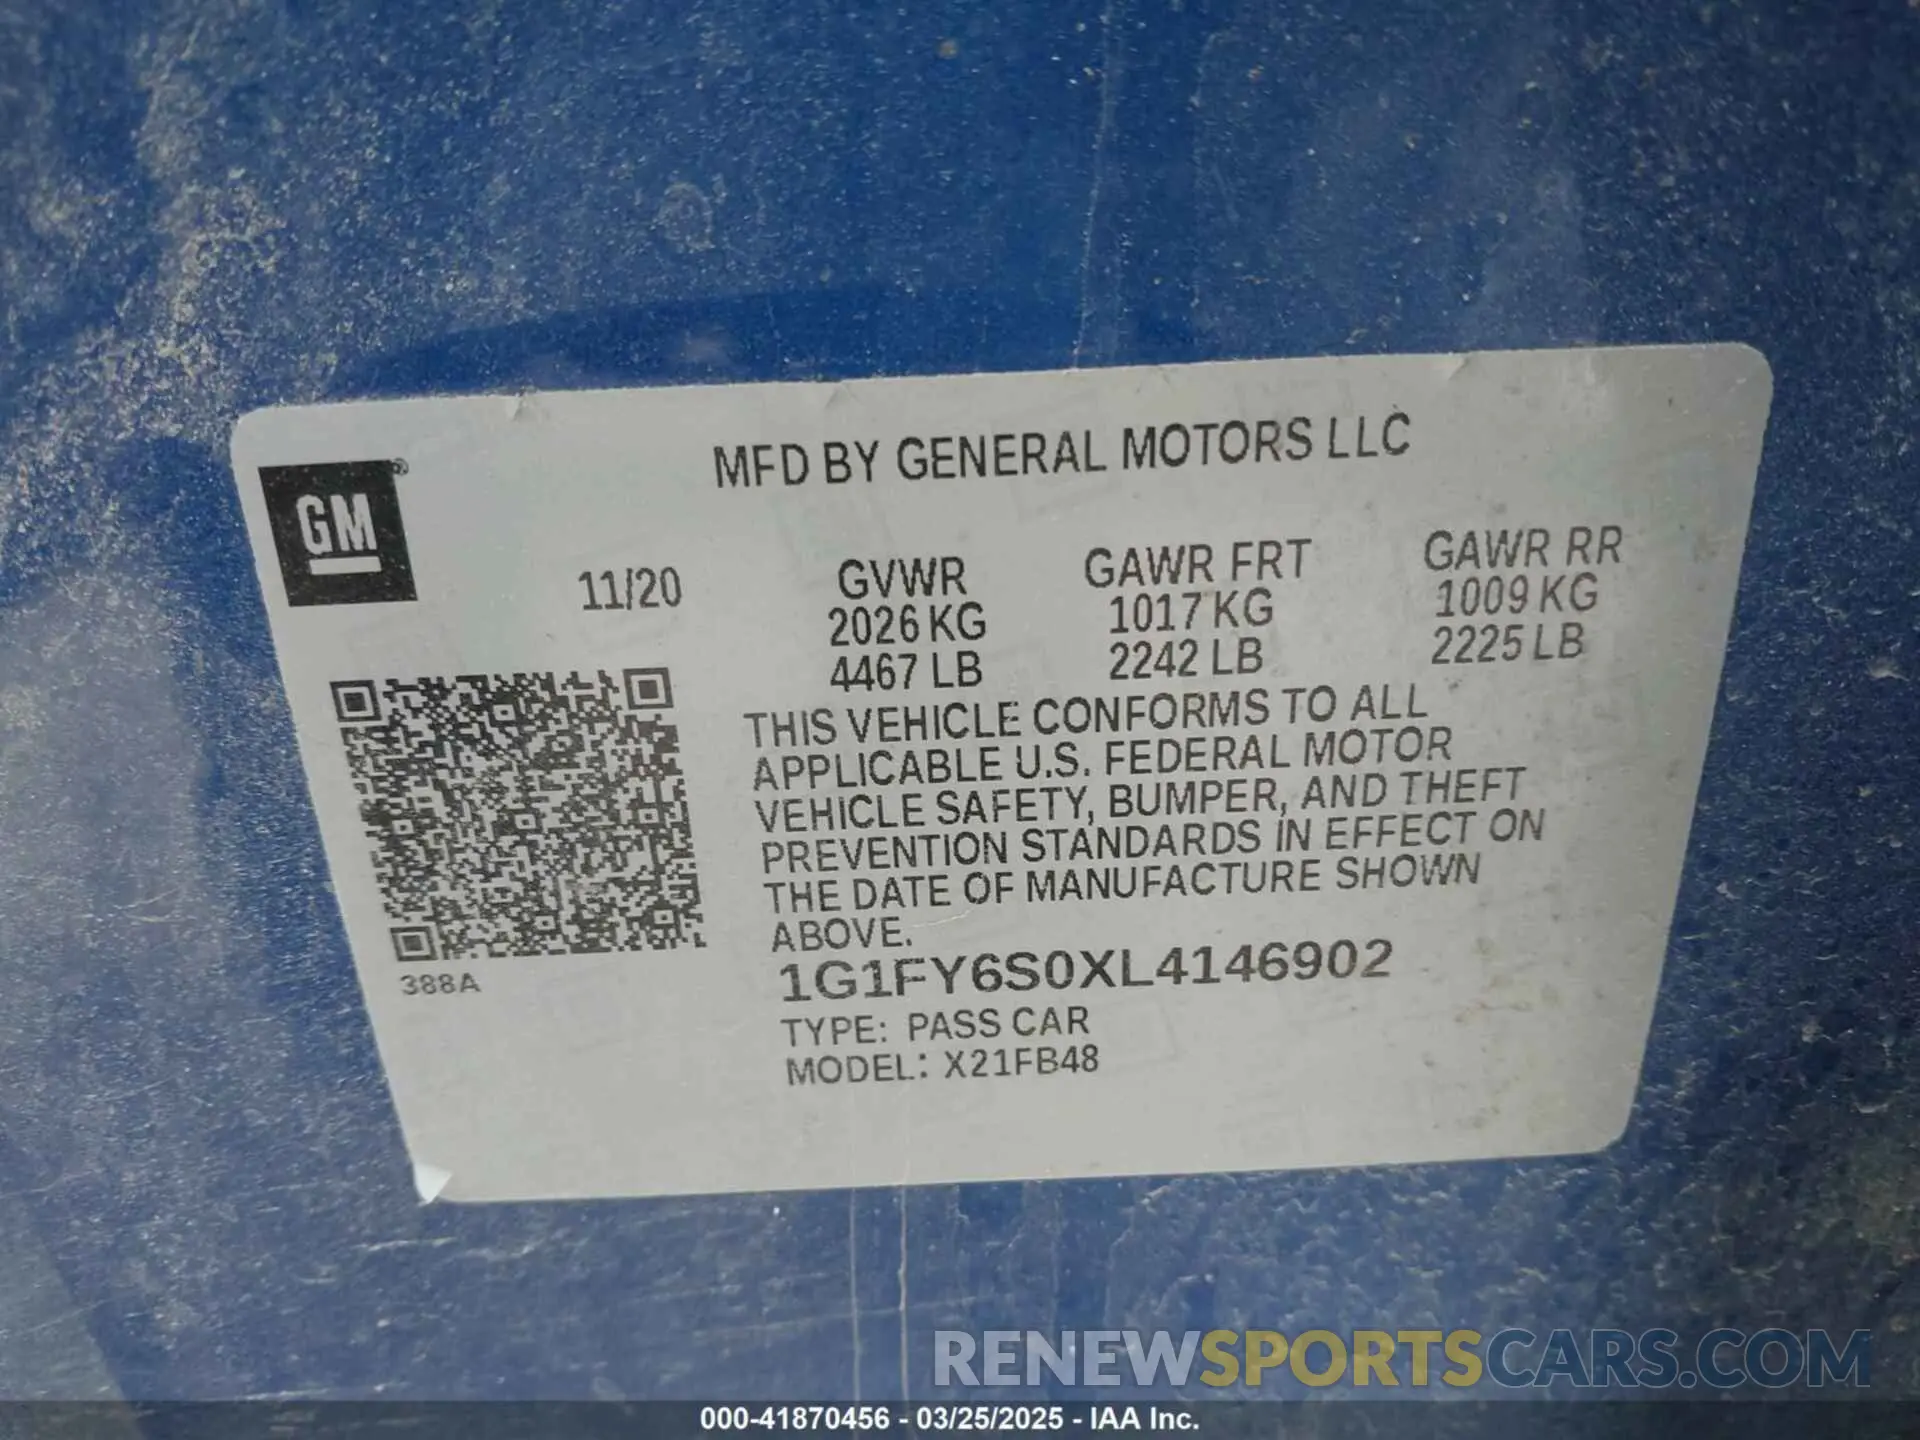 MFD BY GENERAL MOTORS LLC
GM®
11/20
GVWR
2026 KG
4467 LB
GAWR FRT
1017 KG
2242 LB
GAWR RR
1009 KG
2225 LB
THIS VEHICLE CONFORMS TO ALL
APPLICABLE U.S. FEDERAL MOTOR
VEHICLE SAFETY, BUMPER, AND THEFT
PREVENTION STANDARDS IN EFFECT ON
THE DATE OF MANUFACTURE SHOWN
ABOVE.
388A
1G1FY6S0XL4146902
TYPE: PASS CAR
MODEL: X21FB48
RENEWSPORTSCARS.COM
000-41870456 - 03/25/2025 - IAA Inc.